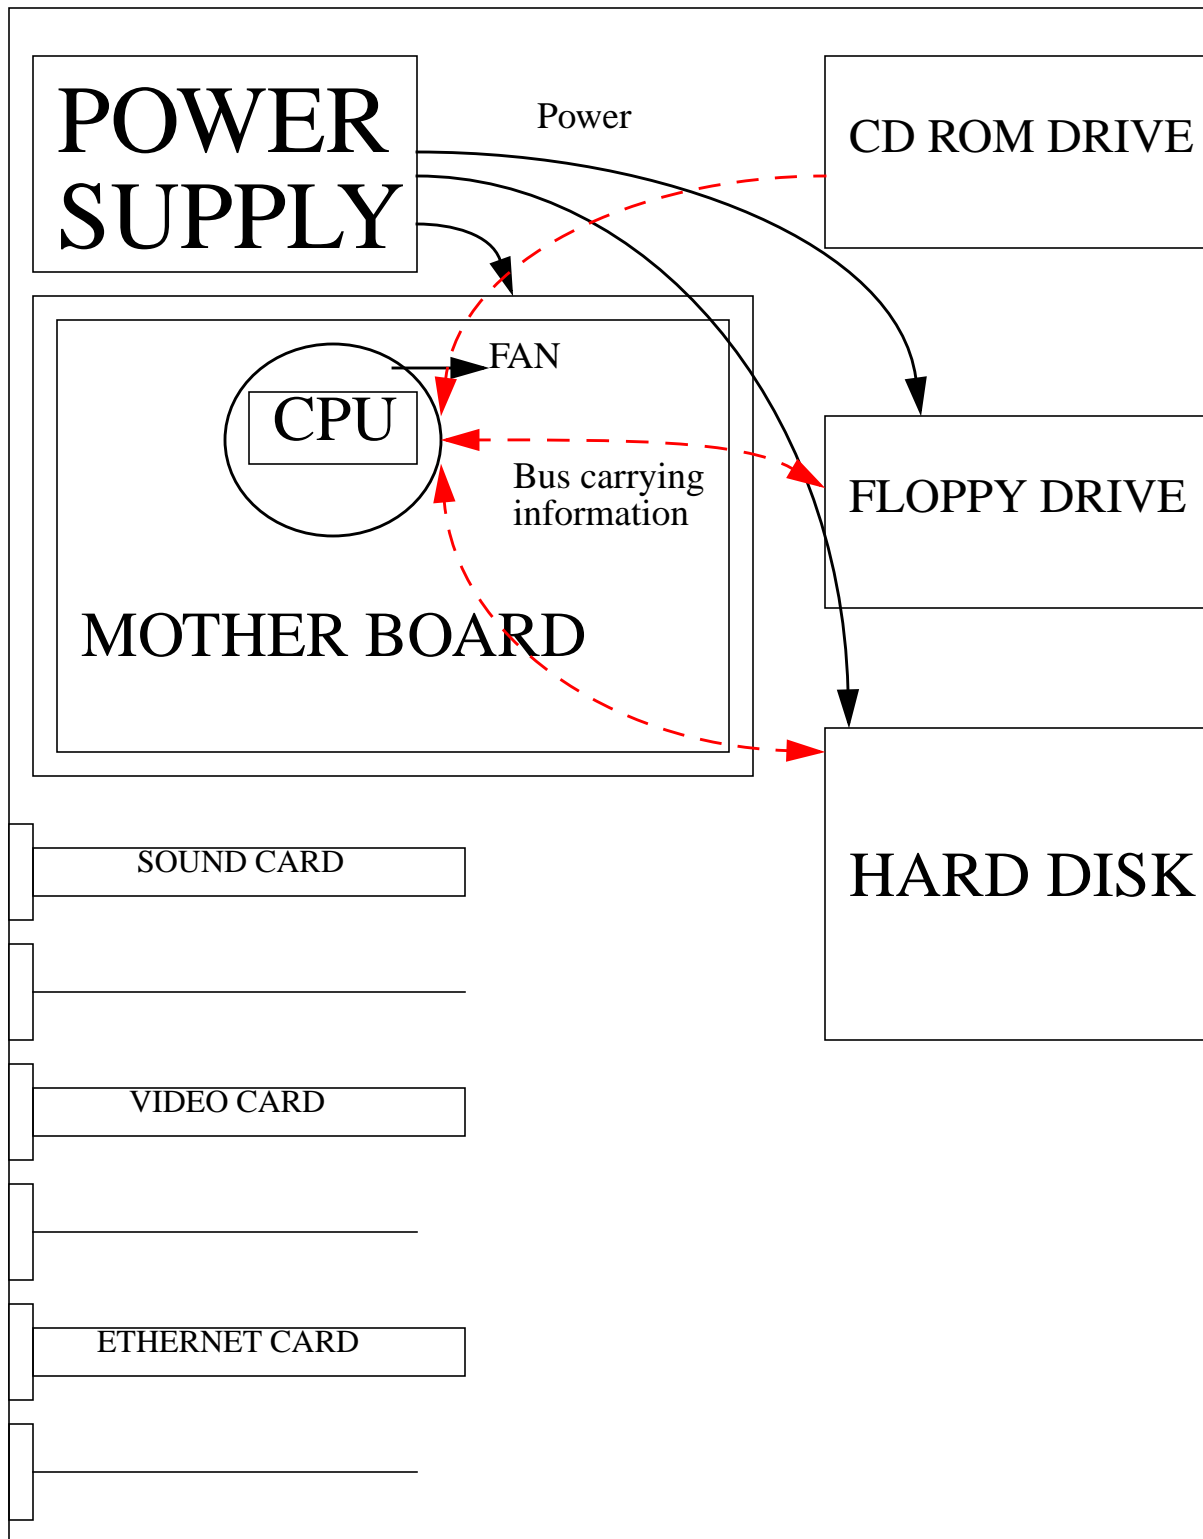 POWER
SUPPLY
Power
CD ROM DRIVE
FAN
CPU
Bus carrying
information
FLOPPY DRIVE
MOTHER BOARD
HARD DISK
SOUND CARD
VIDEO CARD
ETHERNET CARD